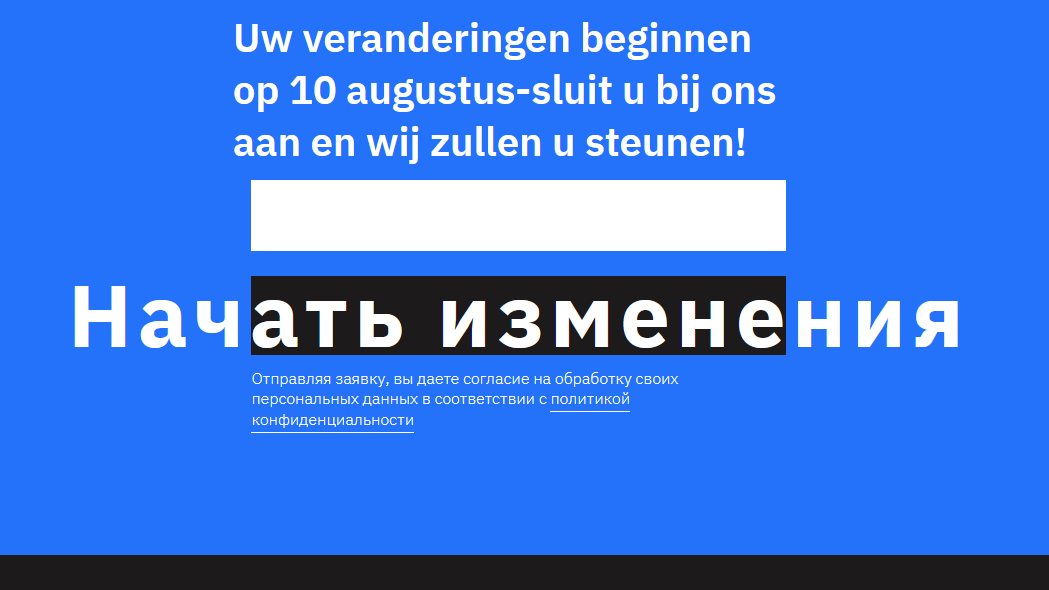 Uw veranderingen beginnen
op 10 augustus-sluit u bij ons
aan en wij zullen u steunen!
Начать изменения
Отправляя заявку, вы даете согласие на обработку своих
персональных данных в соответствии с политикой
конфиденциальности